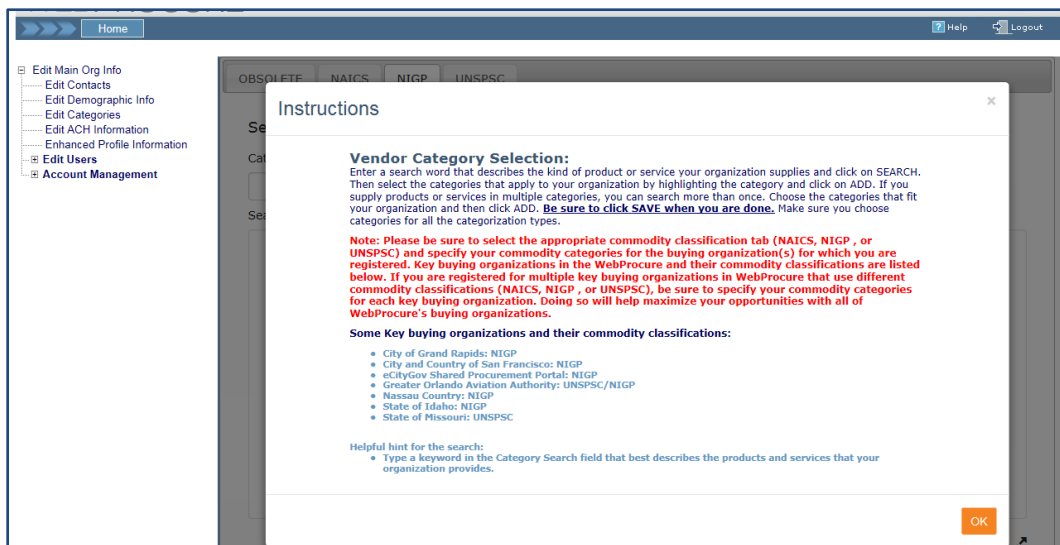 Home
Help
Logout
Edit Main Org Info
Edit Contacts
Edit Demographic Info
Edit Categories
Edit ACH Information
Enhanced Profile Information
Edit Users
Account Management
OBSOLETE NAICS NIGP UNSPSC
Instructions
×
Vendor Category Selection:
Enter a search word that describes the kind of product or service your organization supplies and click on SEARCH.
Then select the categories that apply to your organization by highlighting the category and click on ADD. If you
supply products or services in multiple categories, you can search more than once. Choose the categories that fit
your organization and then click ADD. Be sure to click SAVE when you are done. Make sure you choose
categories for all the categorization types.
Note: Please be sure to select the appropriate commodity classification tab (NAICS, NIGP , or
UNSPSC) and specify your commodity categories for the buying organization(s) for which you are
registered. Key buying organizations in the WebProcure and their commodity classifications are listed
below. If you are registered for multiple key buying organizations in WebProcure that use different
commodity classifications (NAICS, NIGP , or UNSPSC), be sure to specify your commodity categories
for each key buying organization. Doing so will help maximize your opportunities with all of
WebProcure's buying organizations.
Some Key buying organizations and their commodity classifications:
• City of Grand Rapids: NIGP
• City and Country of San Francisco: NIGP
• eCityGov Shared Procurement Portal: NIGP
• Greater Orlando Aviation Authority: UNSPSC/NIGP
• Nassau Country: NIGP
• State of Idaho: NIGP
• State of Missouri: UNSPSC
Helpful hint for the search:
• Type a keyword in the Category Search field that best describes the products and services that your
organization provides.
OK